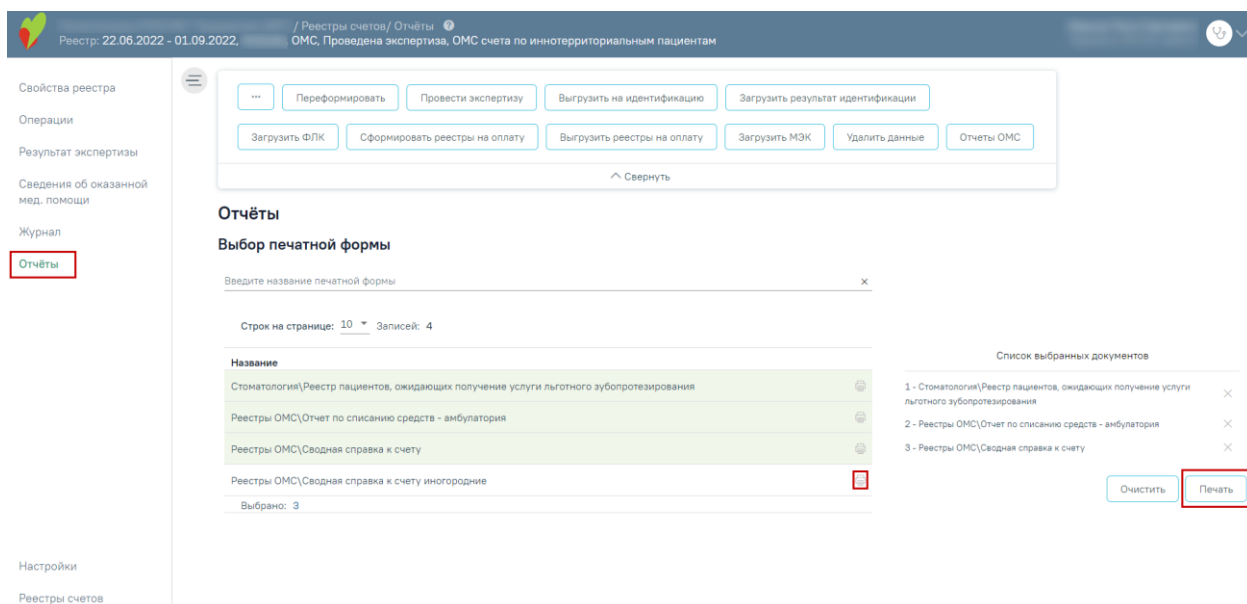 / Реестры счетов/ Отчёты ?
Реестр: 22.06.2022 - 01.09.2022, ОМС, Проведена экспертиза, ОМС счета по иннотерриториальным пациентам
Свойства реестра
Операции
Результат экспертизы
Сведения об оказанной
мед. помощи
Журнал
Отчёты
Настройки
Реестры счетов
... Переформировать Провести экспертизу Выгрузить на идентификацию Загрузить результат идентификации
Загрузить ФЛК Сформировать реестры на оплату Выгрузить реестры на оплату Загрузить МЭК Удалить данные Отчеты ОМС
Свернуть
Отчёты
Выбор печатной формы
Введите название печатной формы
Строк на странице: 10 Записей: 4
Название
Стоматология\Реестр пациентов, ожидающих получение услуги льготного зубопротезирования
Реестры ОМС\Отчет по списанию средств - амбулатория
Реестры ОМС\Сводная справка к счету
Реестры ОМС\Сводная справка к счету иногородние
Выбрано: 3
Список выбранных документов
1 - Стоматология\Реестр пациентов, ожидающих получение услуги
льготного зубопротезирования
2 - Реестры ОМС\Отчет по списанию средств - амбулатория
3 - Реестры ОМС\Сводная справка к счету
Очистить Печать